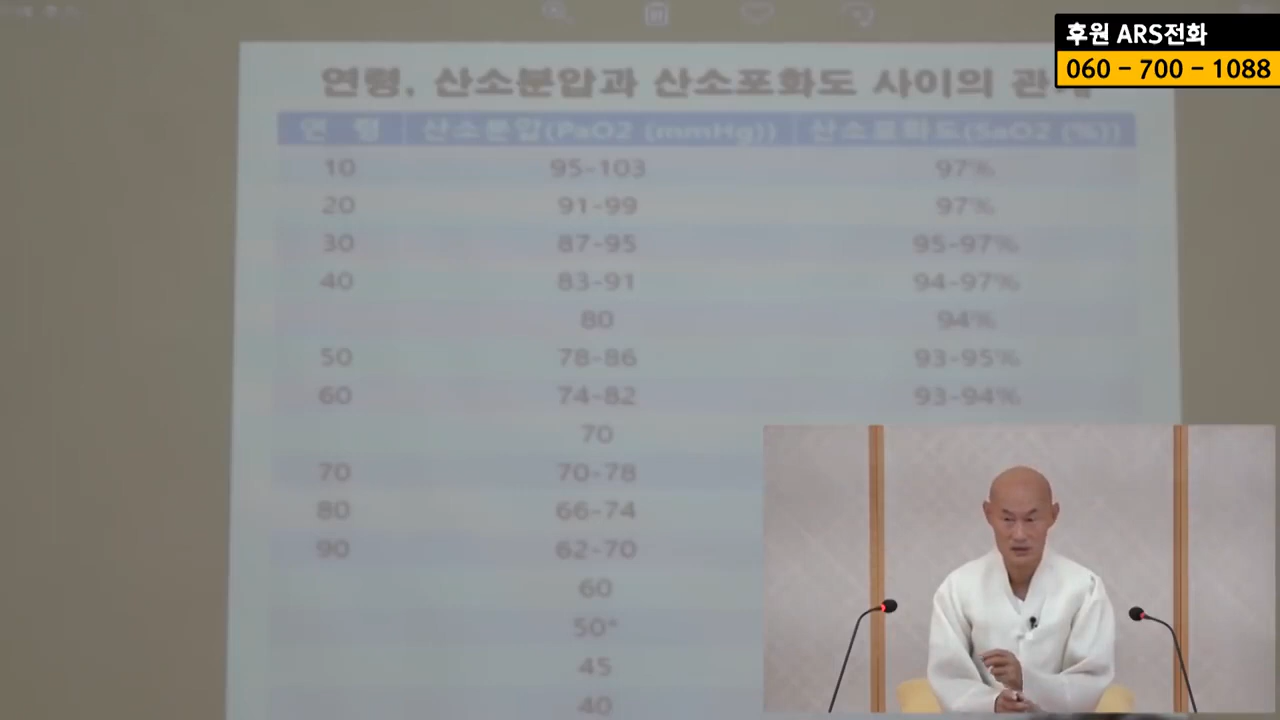 후원 ARS전화
060 - 700 - 1088
연령, 산소분압과 산소포화도 사이의 관계
연 령 산소분압(PaO2 (mmHg)) 산소포화도(SaO2 (%))
10 95-103 97%
20 91-99 97%
30 87-95 95-97%
40 83-91 94-97%
80 94%
50 78-86 93-95%
60 74-82 93-94%
70
70 70-78
80 66-74
90 62-70
60
50*
45
40